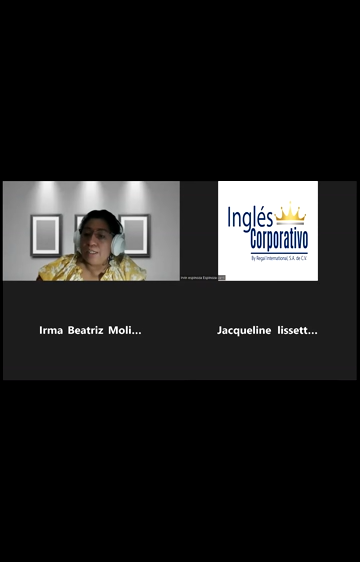 Inglés
Corporativo
By Regal International, S.A. de C.V
Irma Beatriz Moli...
Jacqueline lissett...